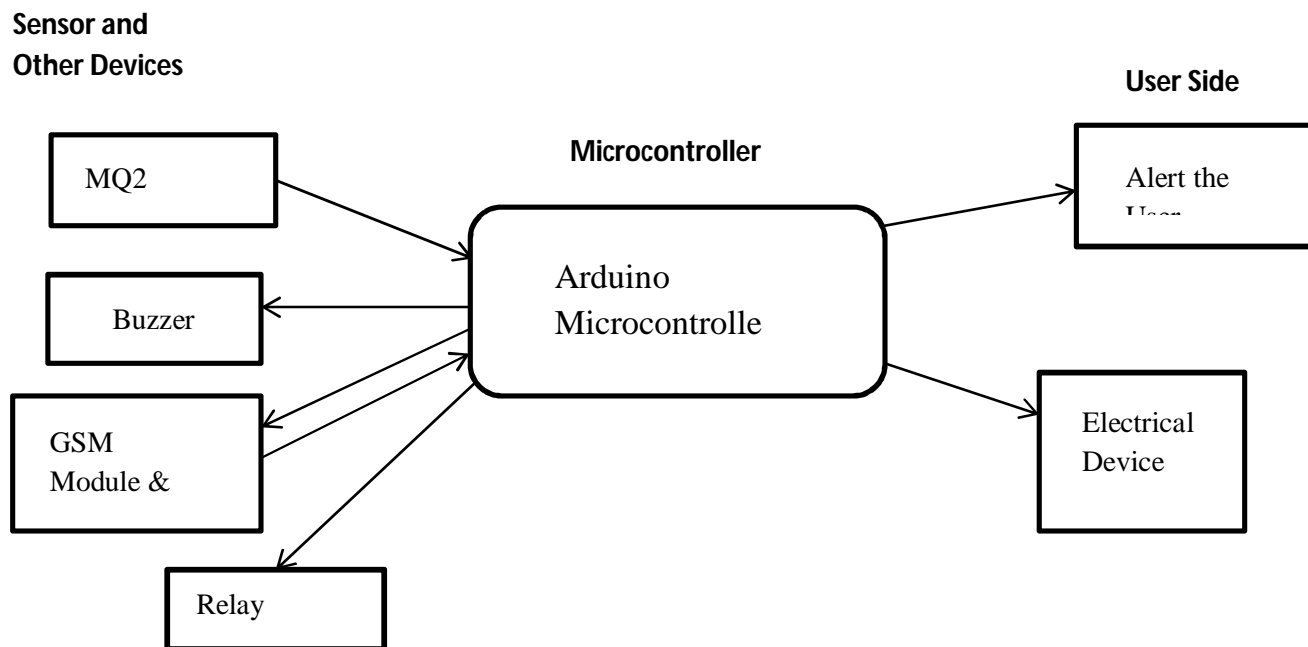 Sensor and
Other Devices
User Side
Microcontroller
MQ2
Alert the
Arduino
Microcontrolle
Buzzer
GSM
Module &
Electrical
Device
Relay